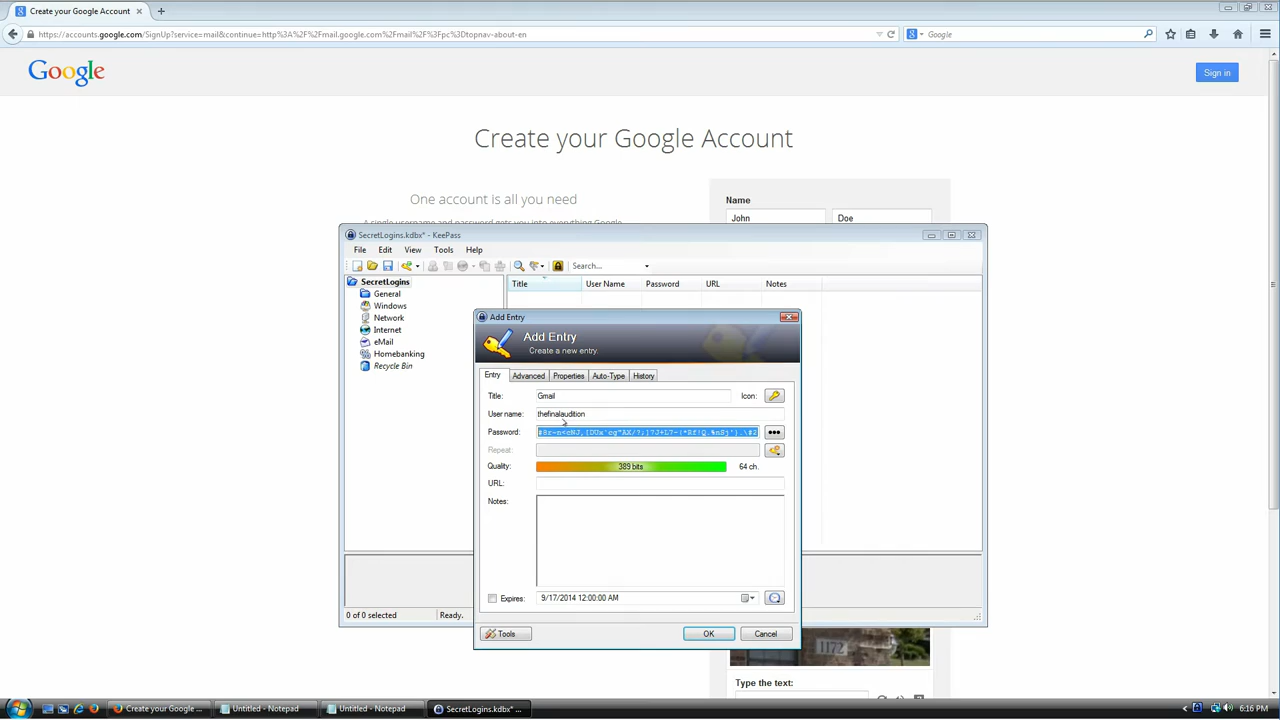 Create your Google Account
https://accounts.google.com/SignUp?service=mail&continue=http%3A%2F%2Fmail.google.com%2Fmail%2F%3Fpc%3Dtopnav-about-en
Google
Google
Sign in
Create your Google Account
One account is all you need
Name
John
Doe
SecretLogins.kdbx* - KeePass
File Edit View Tools Help
Search...
SecretLogins
General
Windows
Network
Internet
eMail
Homebanking
Recycle Bin
Title User Name Password URL Notes
Add Entry
Add Entry
Create a new entry.
Entry Advanced Properties Auto-Type History
Title: Gmail Icon:
User name: thefinalaudition
Password:
Repeat:
Quality: 389 bits 64 ch.
URL:
Notes:
Expires: 9/17/2014 12:00:00 AM
Tools OK Cancel
0 of 0 selected Ready.
1172
Type the text:
Create your Google ... Untitled - Notepad Untitled - Notepad SecretLogins.kdbx* ... 6:16 PM